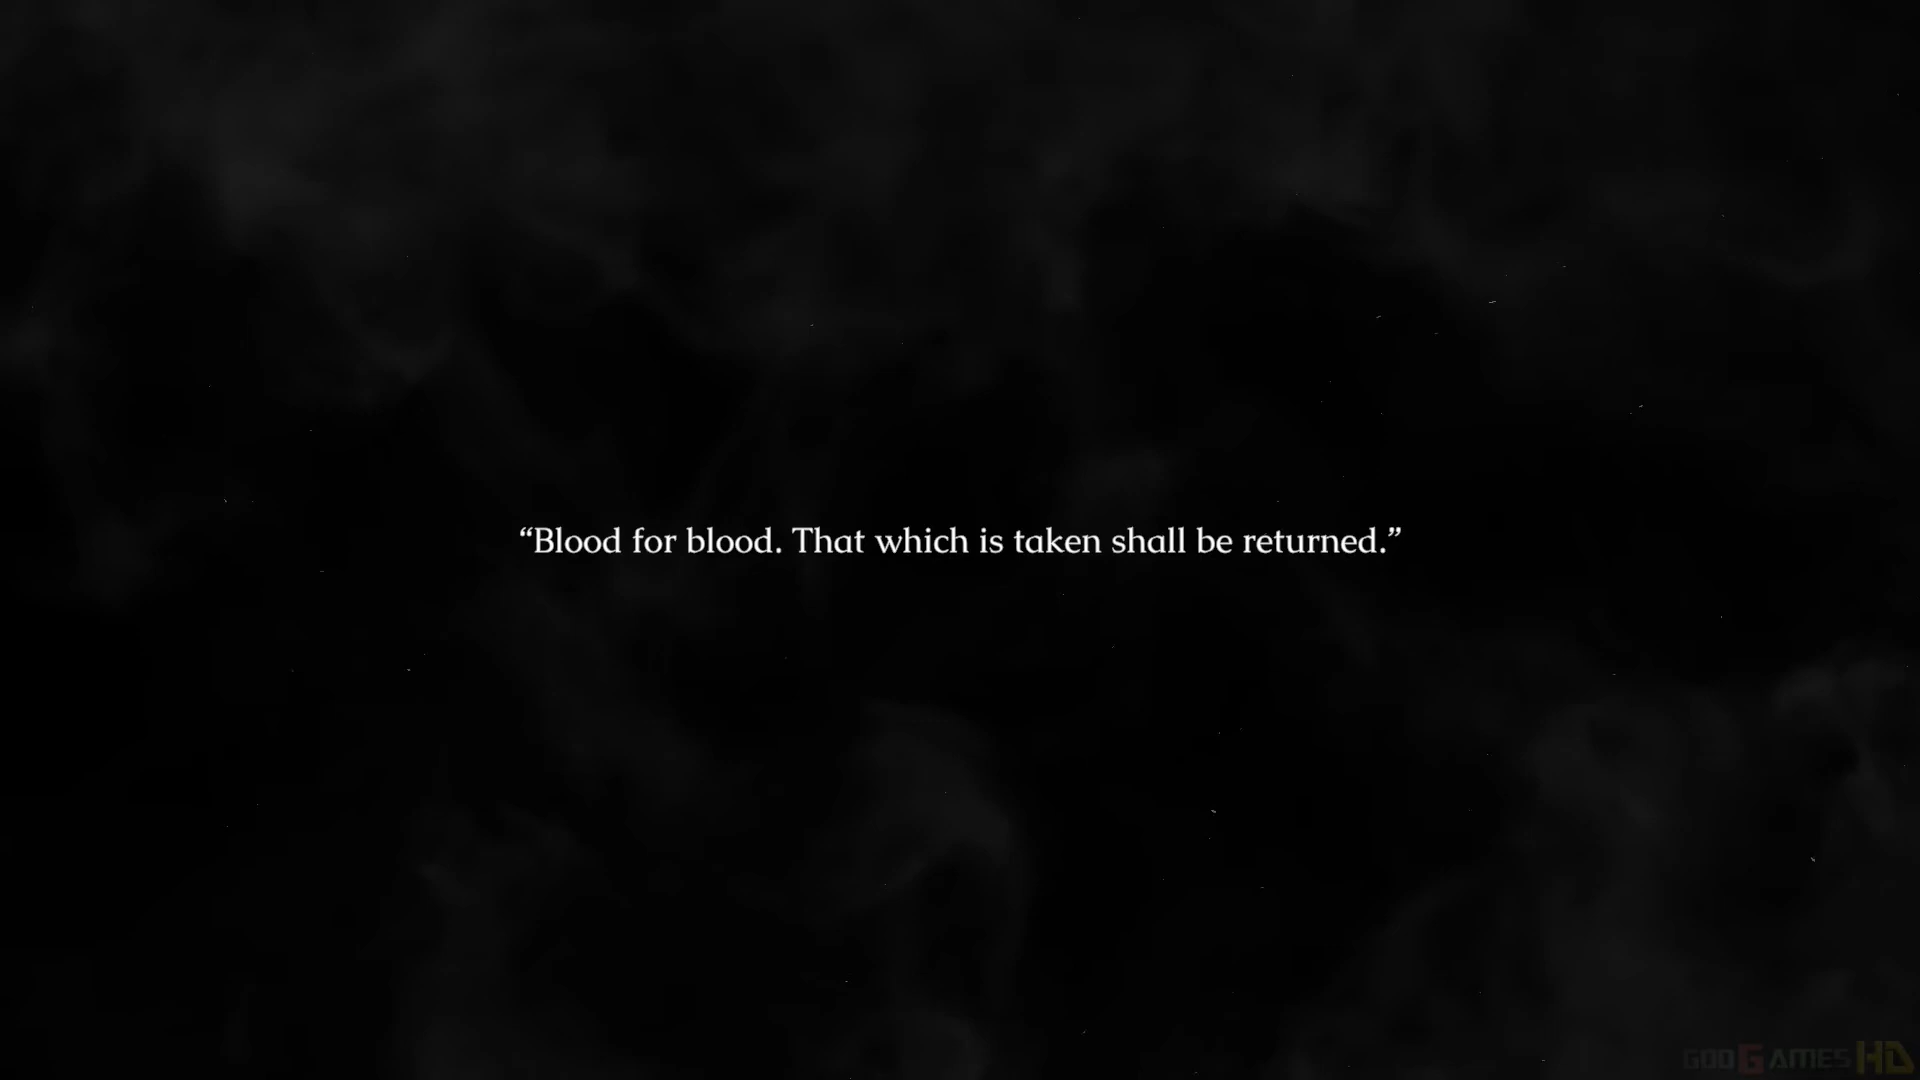 “Blood for blood. That which is taken shall be returned.”
GODGAMESHD